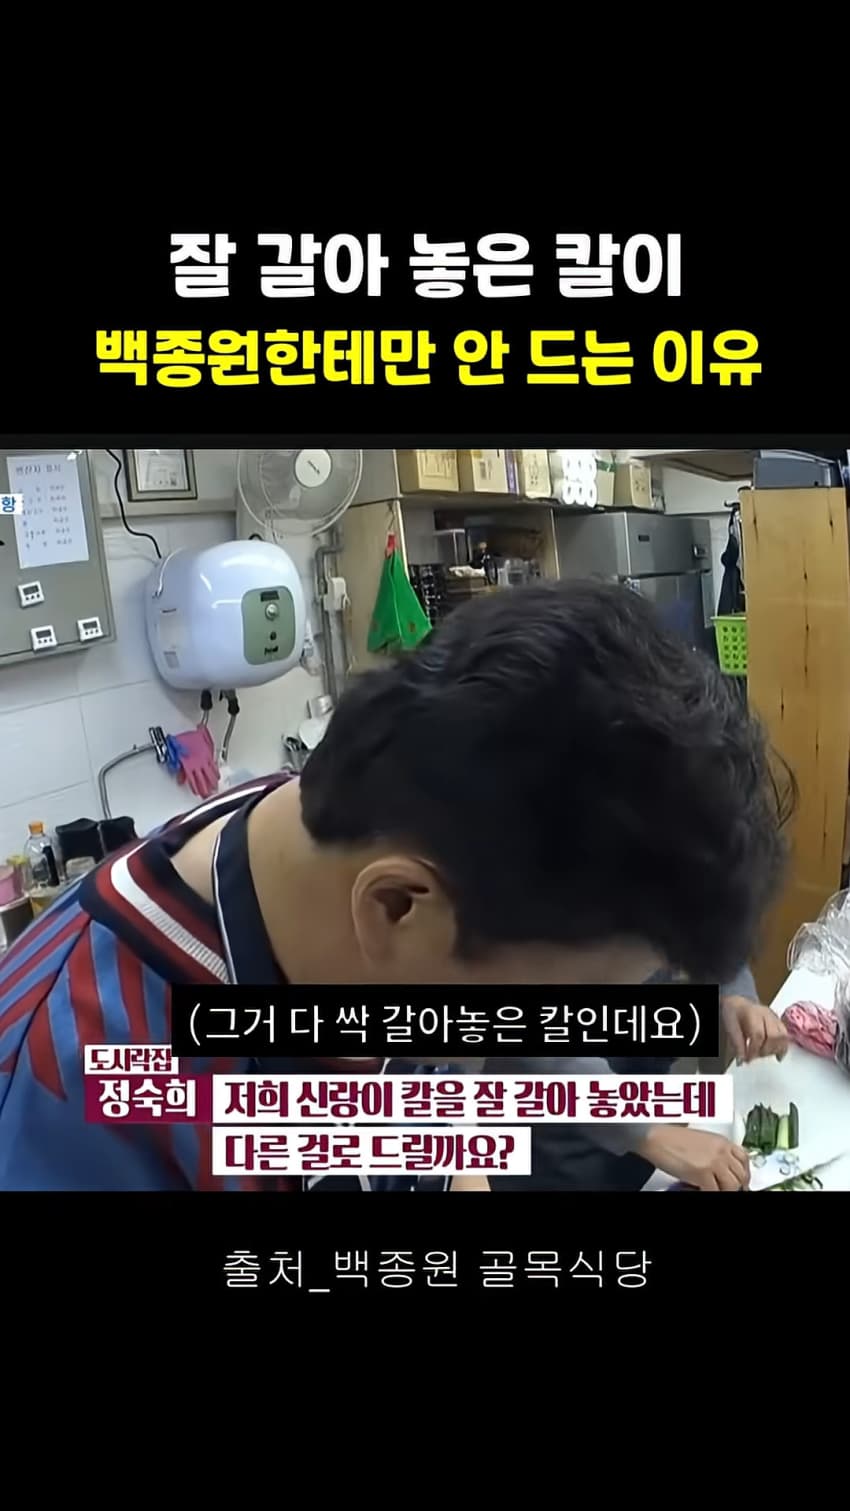 잘 갈아 놓은 칼이
백종원한테만 안 드는 이유
항
(그거 다 싹 갈아놓은 칼인데요)
도시락집
정숙희
저희 신랑이 칼을 잘 갈아 놓았는데
다른 걸로 드릴까요?
출처_백종원 골목식당